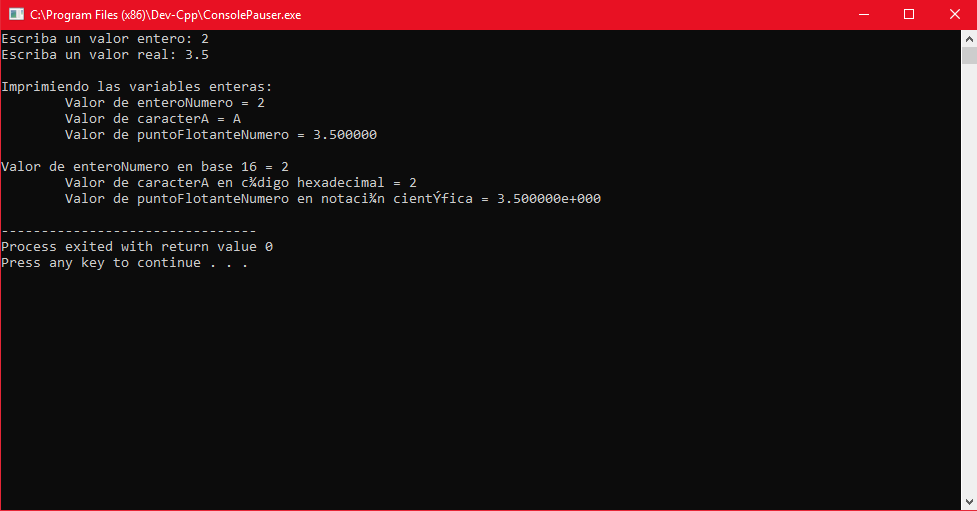 C:\Program Files (x86)\Dev-Cpp\ConsolePauser.exe
Escriba un valor entero: 2
Escriba un valor real: 3.5
Imprimiendo las variables enteras:
Valor de enteroNumero = 2
Valor de caracterA = A
Valor de puntoFlotanteNumero = 3.500000
Valor de enteroNumero en base 16 = 2
Valor de caracterA en c¾digo hexadecimal = 2
Valor de puntoFlotanteNumero en notaci¾n cientÝfica = 3.500000e+000
--------------------------------
Process exited with return value 0
Press any key to continue . . .